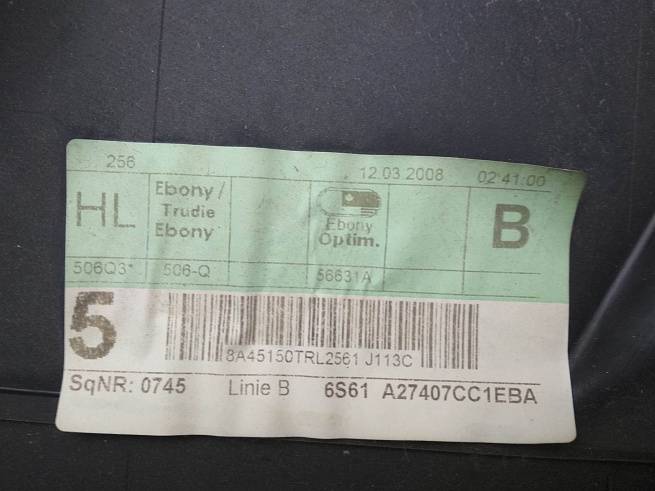 256 12.03.2008 02:41:00
HL Ebony / Trudie Ebony Ebony Optim. B
506Q3* 506-Q 56631A
5
8A45150TRL2561 J113C
SqNR: 0745 Linie B 6S61 A27407CC1EBA